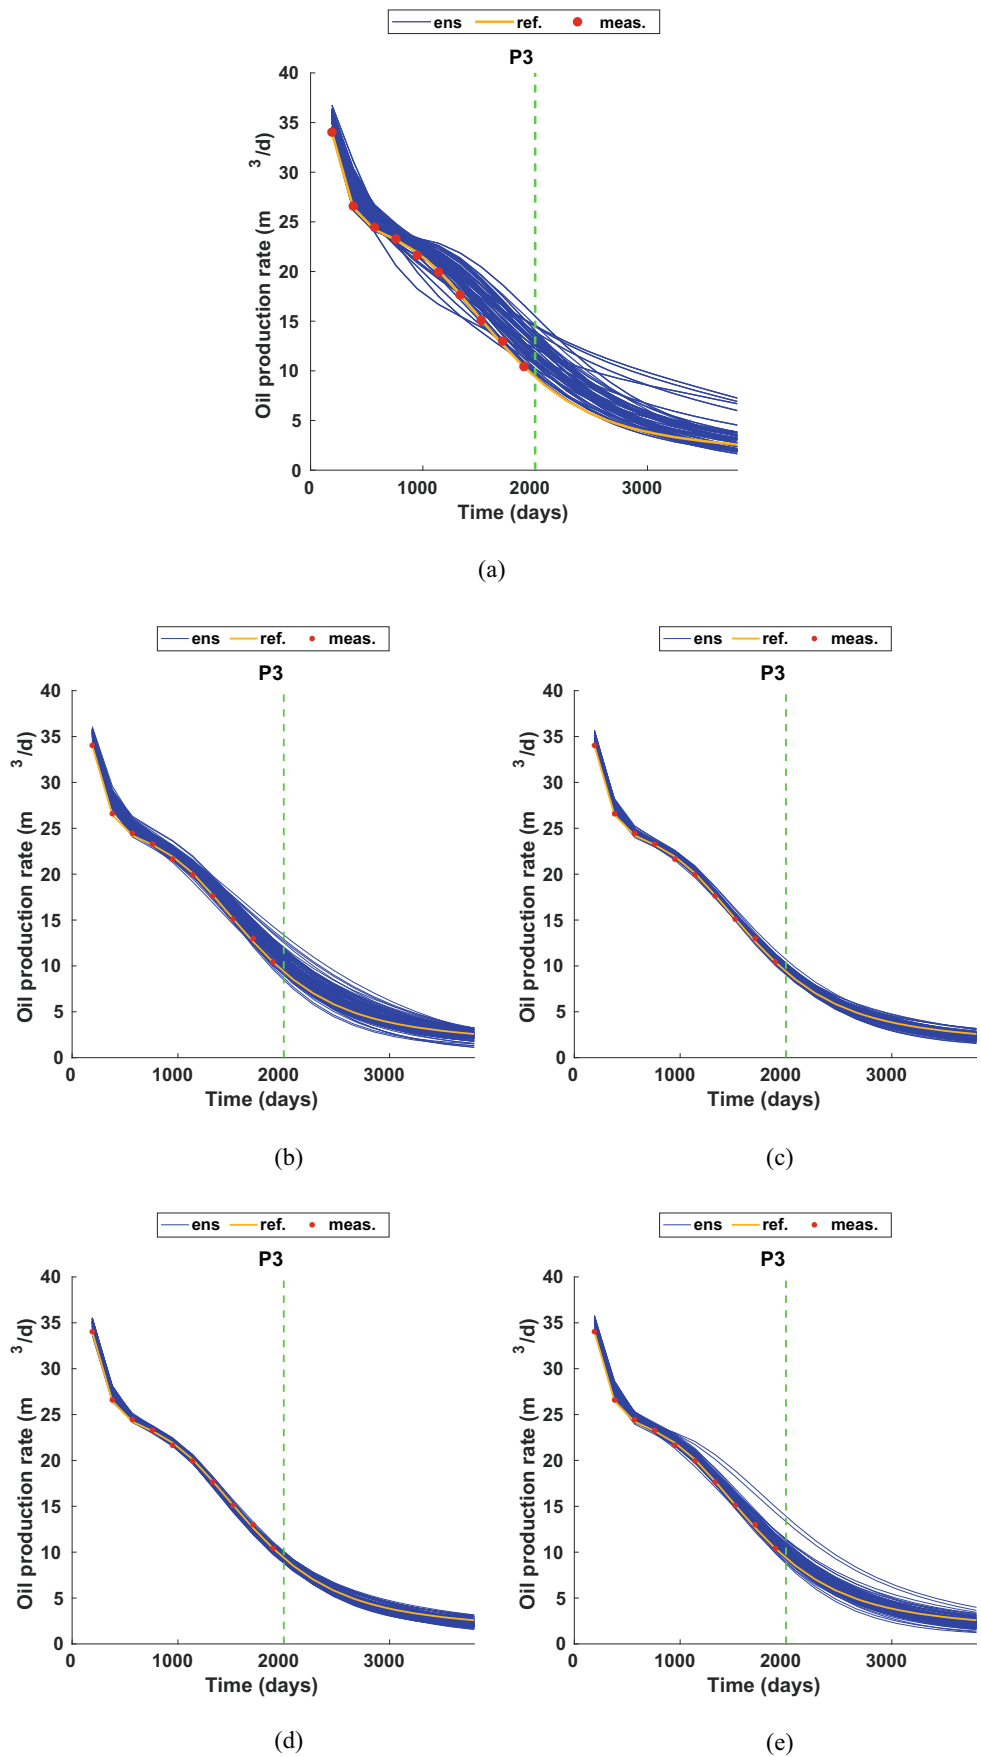 ens ref. meas.
P3
40
35
30
25
20
15
10
5
0
Oil production rate (m 3/d)
0 1000 2000 3000
Time (days)
(a)
ens ref. meas.
P3
40
35
30
25
20
15
10
5
0
Oil production rate (m 3/d)
0 1000 2000 3000
Time (days)
(b)
ens ref. meas.
P3
40
35
30
25
20
15
10
5
0
Oil production rate (m 3/d)
0 1000 2000 3000
Time (days)
(c)
ens ref. meas.
P3
40
35
30
25
20
15
10
5
0
Oil production rate (m 3/d)
0 1000 2000 3000
Time (days)
(d)
ens ref. meas.
P3
40
35
30
25
20
15
10
5
0
Oil production rate (m 3/d)
0 1000 2000 3000
Time (days)
(e)